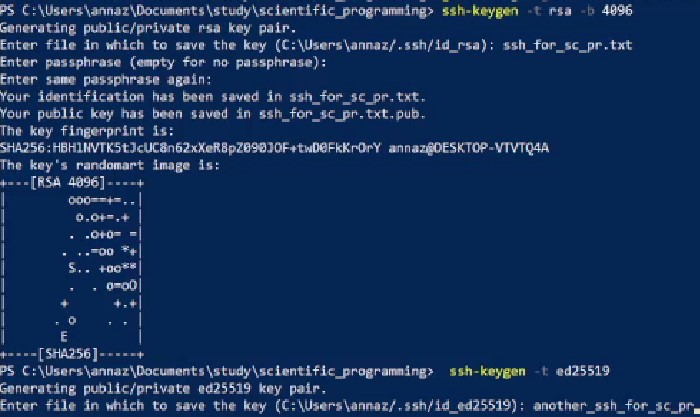 PS C:\Users\annaz\Documents\study\scientific_programming> ssh-keygen -t rsa -b 4096
Generating public/private rsa key pair.
Enter file in which to save the key (C:\Users\annaz/.ssh/id_rsa): ssh_for_sc_pr.txt
Enter passphrase (empty for no passphrase):
Enter same passphrase again:
Your identification has been saved in ssh_for_sc_pr.txt.
Your public key has been saved in ssh_for_sc_pr.txt.pub.
The key fingerprint is:
SHA256:HBH1NVTK5tJcUC8n62xXeR8pZ090JOF+twD0FkKrOrY annaz@DESKTOP-VTVTQ4A
The key's randomart image is:
+---[RSA 4096]----+
|        ooo==+=..|
|         o.o+=.+ |
|        . .o+o= =|
|       . ..=oo *+|
|        S.. +oo**|
|        .  . o=oO|
|       +      +.+|
|      . o    . . |
|       E         |
+----[SHA256]-----+
PS C:\Users\annaz\Documents\study\scientific_programming>  ssh-keygen -t ed25519
Generating public/private ed25519 key pair.
Enter file in which to save the key (C:\Users\annaz/.ssh/id_ed25519): another_ssh_for_sc_pr